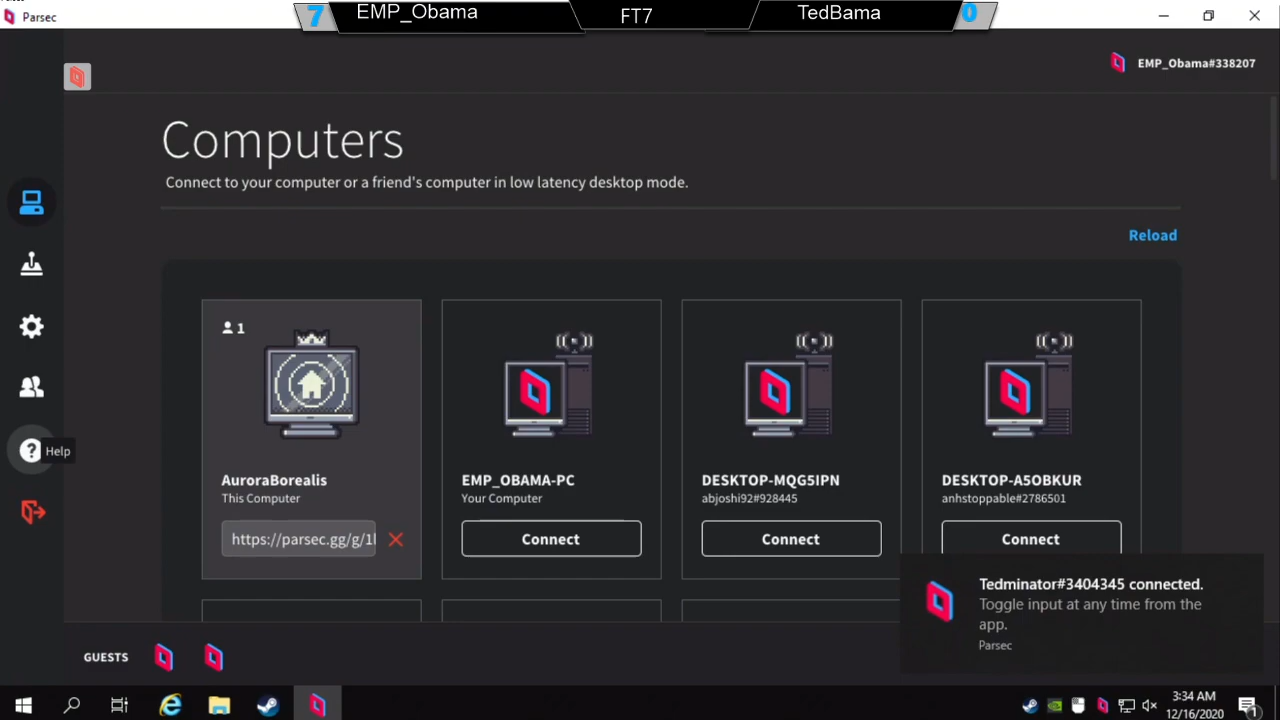 7 EMP_Obama FT7 TedBama 0
Parsec
EMP_Obama#338207
Computers
Connect to your computer or a friend's computer in low latency desktop mode.
Reload
1
AuroraBorealis
This Computer
https://parsec.gg/g/1
EMP_OBAMA-PC
Your Computer
Connect
DESKTOP-MQG5IPN
abjoshi92#928445
Connect
DESKTOP-A5OBKUR
anhstoppable#2786501
Connect
Help
Tedminator#3404345 connected.
Toggle input at any time from the
app.
Parsec
GUESTS
3:34 AM
12/16/2020
1